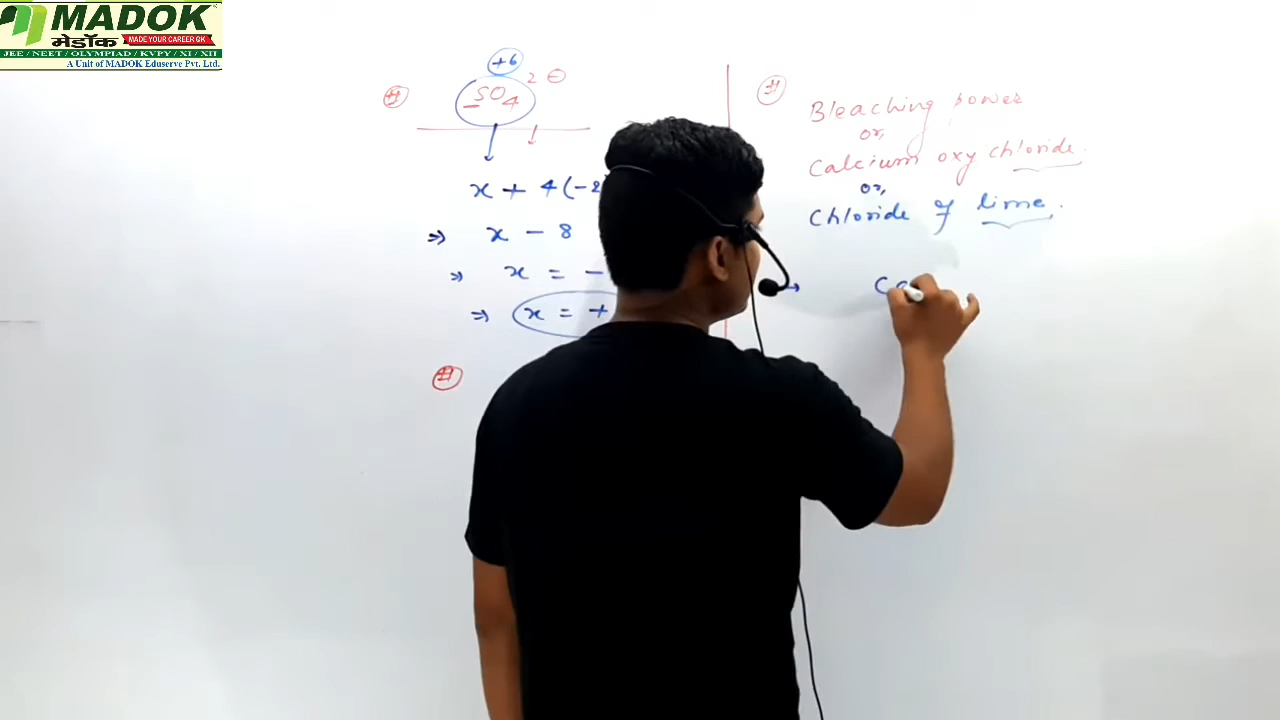 MADOK
मेडॉक MADE YOUR CAREER GK
JEE / NEET / OLYMPIAD / KVPY / XI / XII
A Unit of MADOK Eduserve Pvt. Ltd.
+6
SO4 2 ⊖
x + 4(-2
⇒ x - 8
⇒ x = -
⇒ x = +
#
#
#
Bleaching power
or,
Calcium oxy chloride.
or,
Chloride of lime.
→ Ca